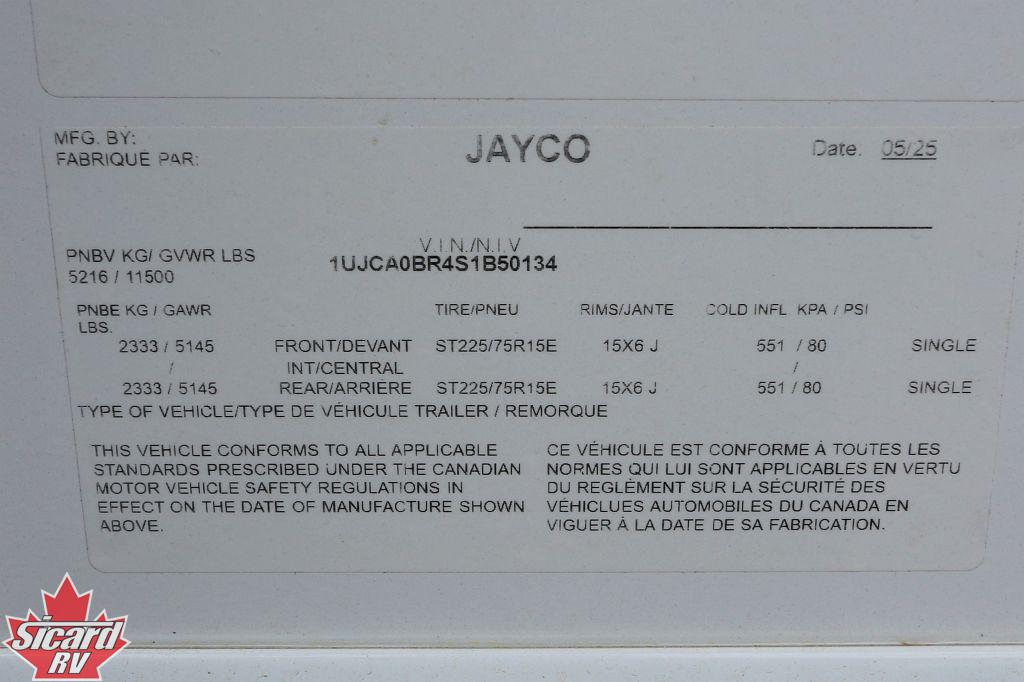 MFG. BY:
FABRIQUÉ PAR:
JAYCO
Date: 05/25
V.I.N./N.I.V
1UJCA0BR4S1B50134
PNBV KG/ GVWR LBS
5216 / 11500
PNBE KG / GAWR LBS. TIRE/PNEU RIMS/JANTE COLD INFL KPA / PSI
2333 / 5145 FRONT/DEVANT ST225/75R15E 15X6 J 551 / 80 SINGLE
/ INT/CENTRAL /
2333 / 5145 REAR/ARRIÈRE ST225/75R15E 15X6 J 551 / 80 SINGLE
TYPE OF VEHICLE/TYPE DE VÉHICULE TRAILER / REMORQUE
THIS VEHICLE CONFORMS TO ALL APPLICABLE
STANDARDS PRESCRIBED UNDER THE CANADIAN
MOTOR VEHICLE SAFETY REGULATIONS IN
EFFECT ON THE DATE OF MANUFACTURE SHOWN
ABOVE.
CE VÉHICULE EST CONFORME À TOUTES LES
NORMES QUI LUI SONT APPLICABLES EN VERTU
DU REGLÈMENT SUR LA SÉCURITÉ DES
VÉHICLUES AUTOMOBILES DU CANADA EN
VIGUER À LA DATE DE SA FABRICATION.
Sicard
RV